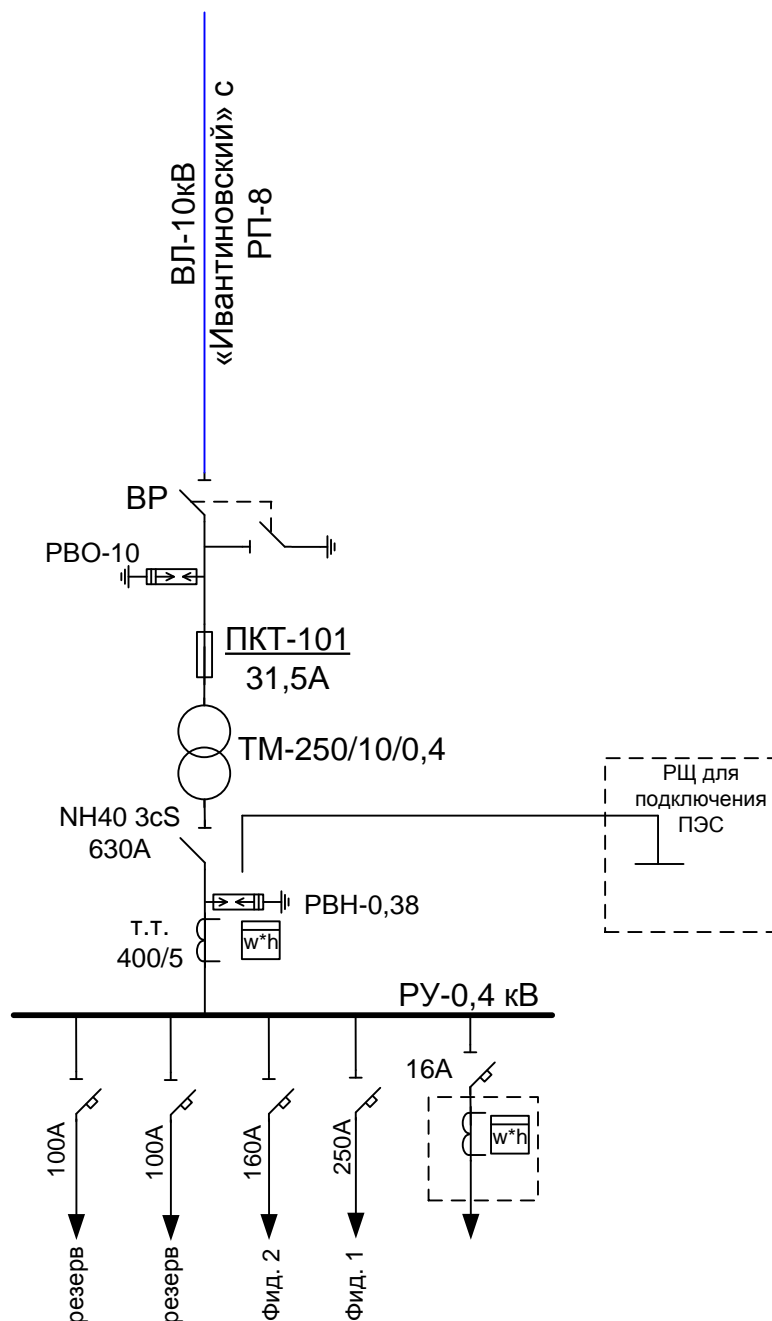 ВЛ-10кВ
«Ивантиновский» с
РП-8
ВР
РВО-10
ПКТ-101
31,5А
ТМ-250/10/0,4
РЩ для
подключения
ПЭС
NH40 3cS
630А
РВН-0,38
т.т.
400/5
w*h
РУ-0,4 кВ
16А
100А
100А
160А
250А
w*h
резерв
резерв
Фид. 2
Фид. 1